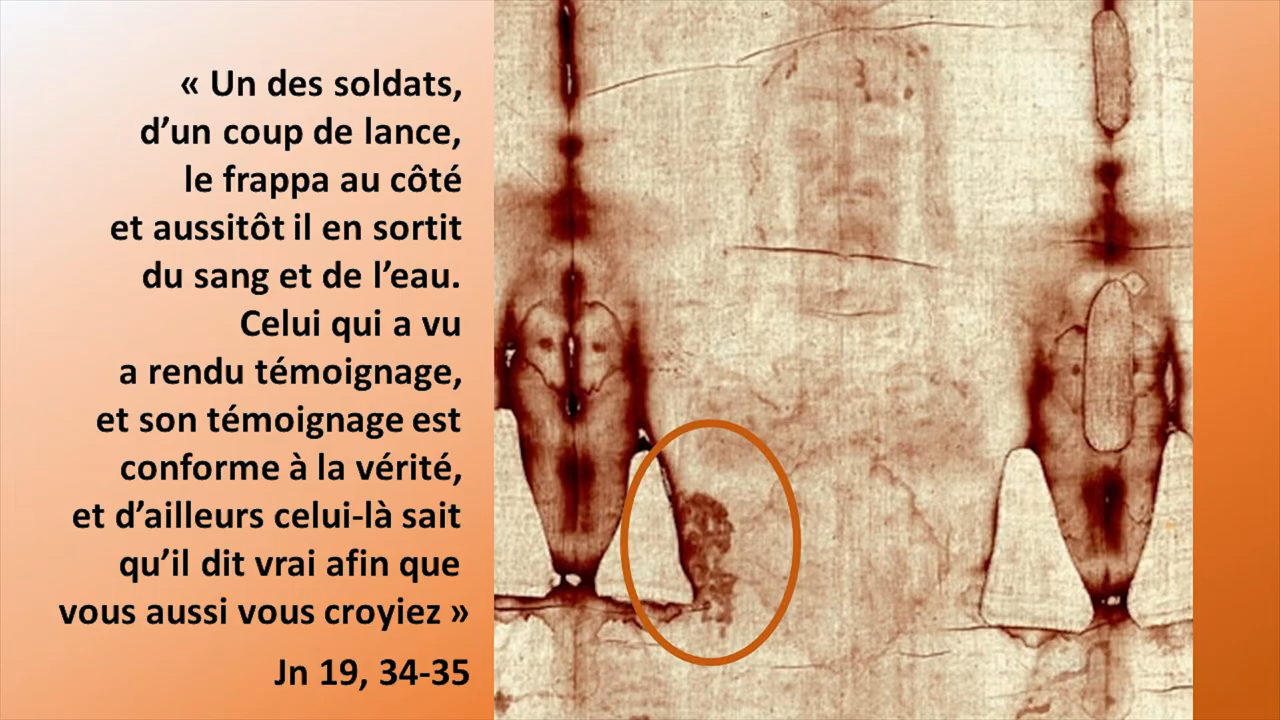 « Un des soldats,
d’un coup de lance,
le frappa au côté
et aussitôt il en sortit
du sang et de l’eau.
Celui qui a vu
a rendu témoignage,
et son témoignage est
conforme à la vérité,
et d’ailleurs celui-là sait
qu’il dit vrai afin que
vous aussi vous croyiez »
Jn 19, 34-35